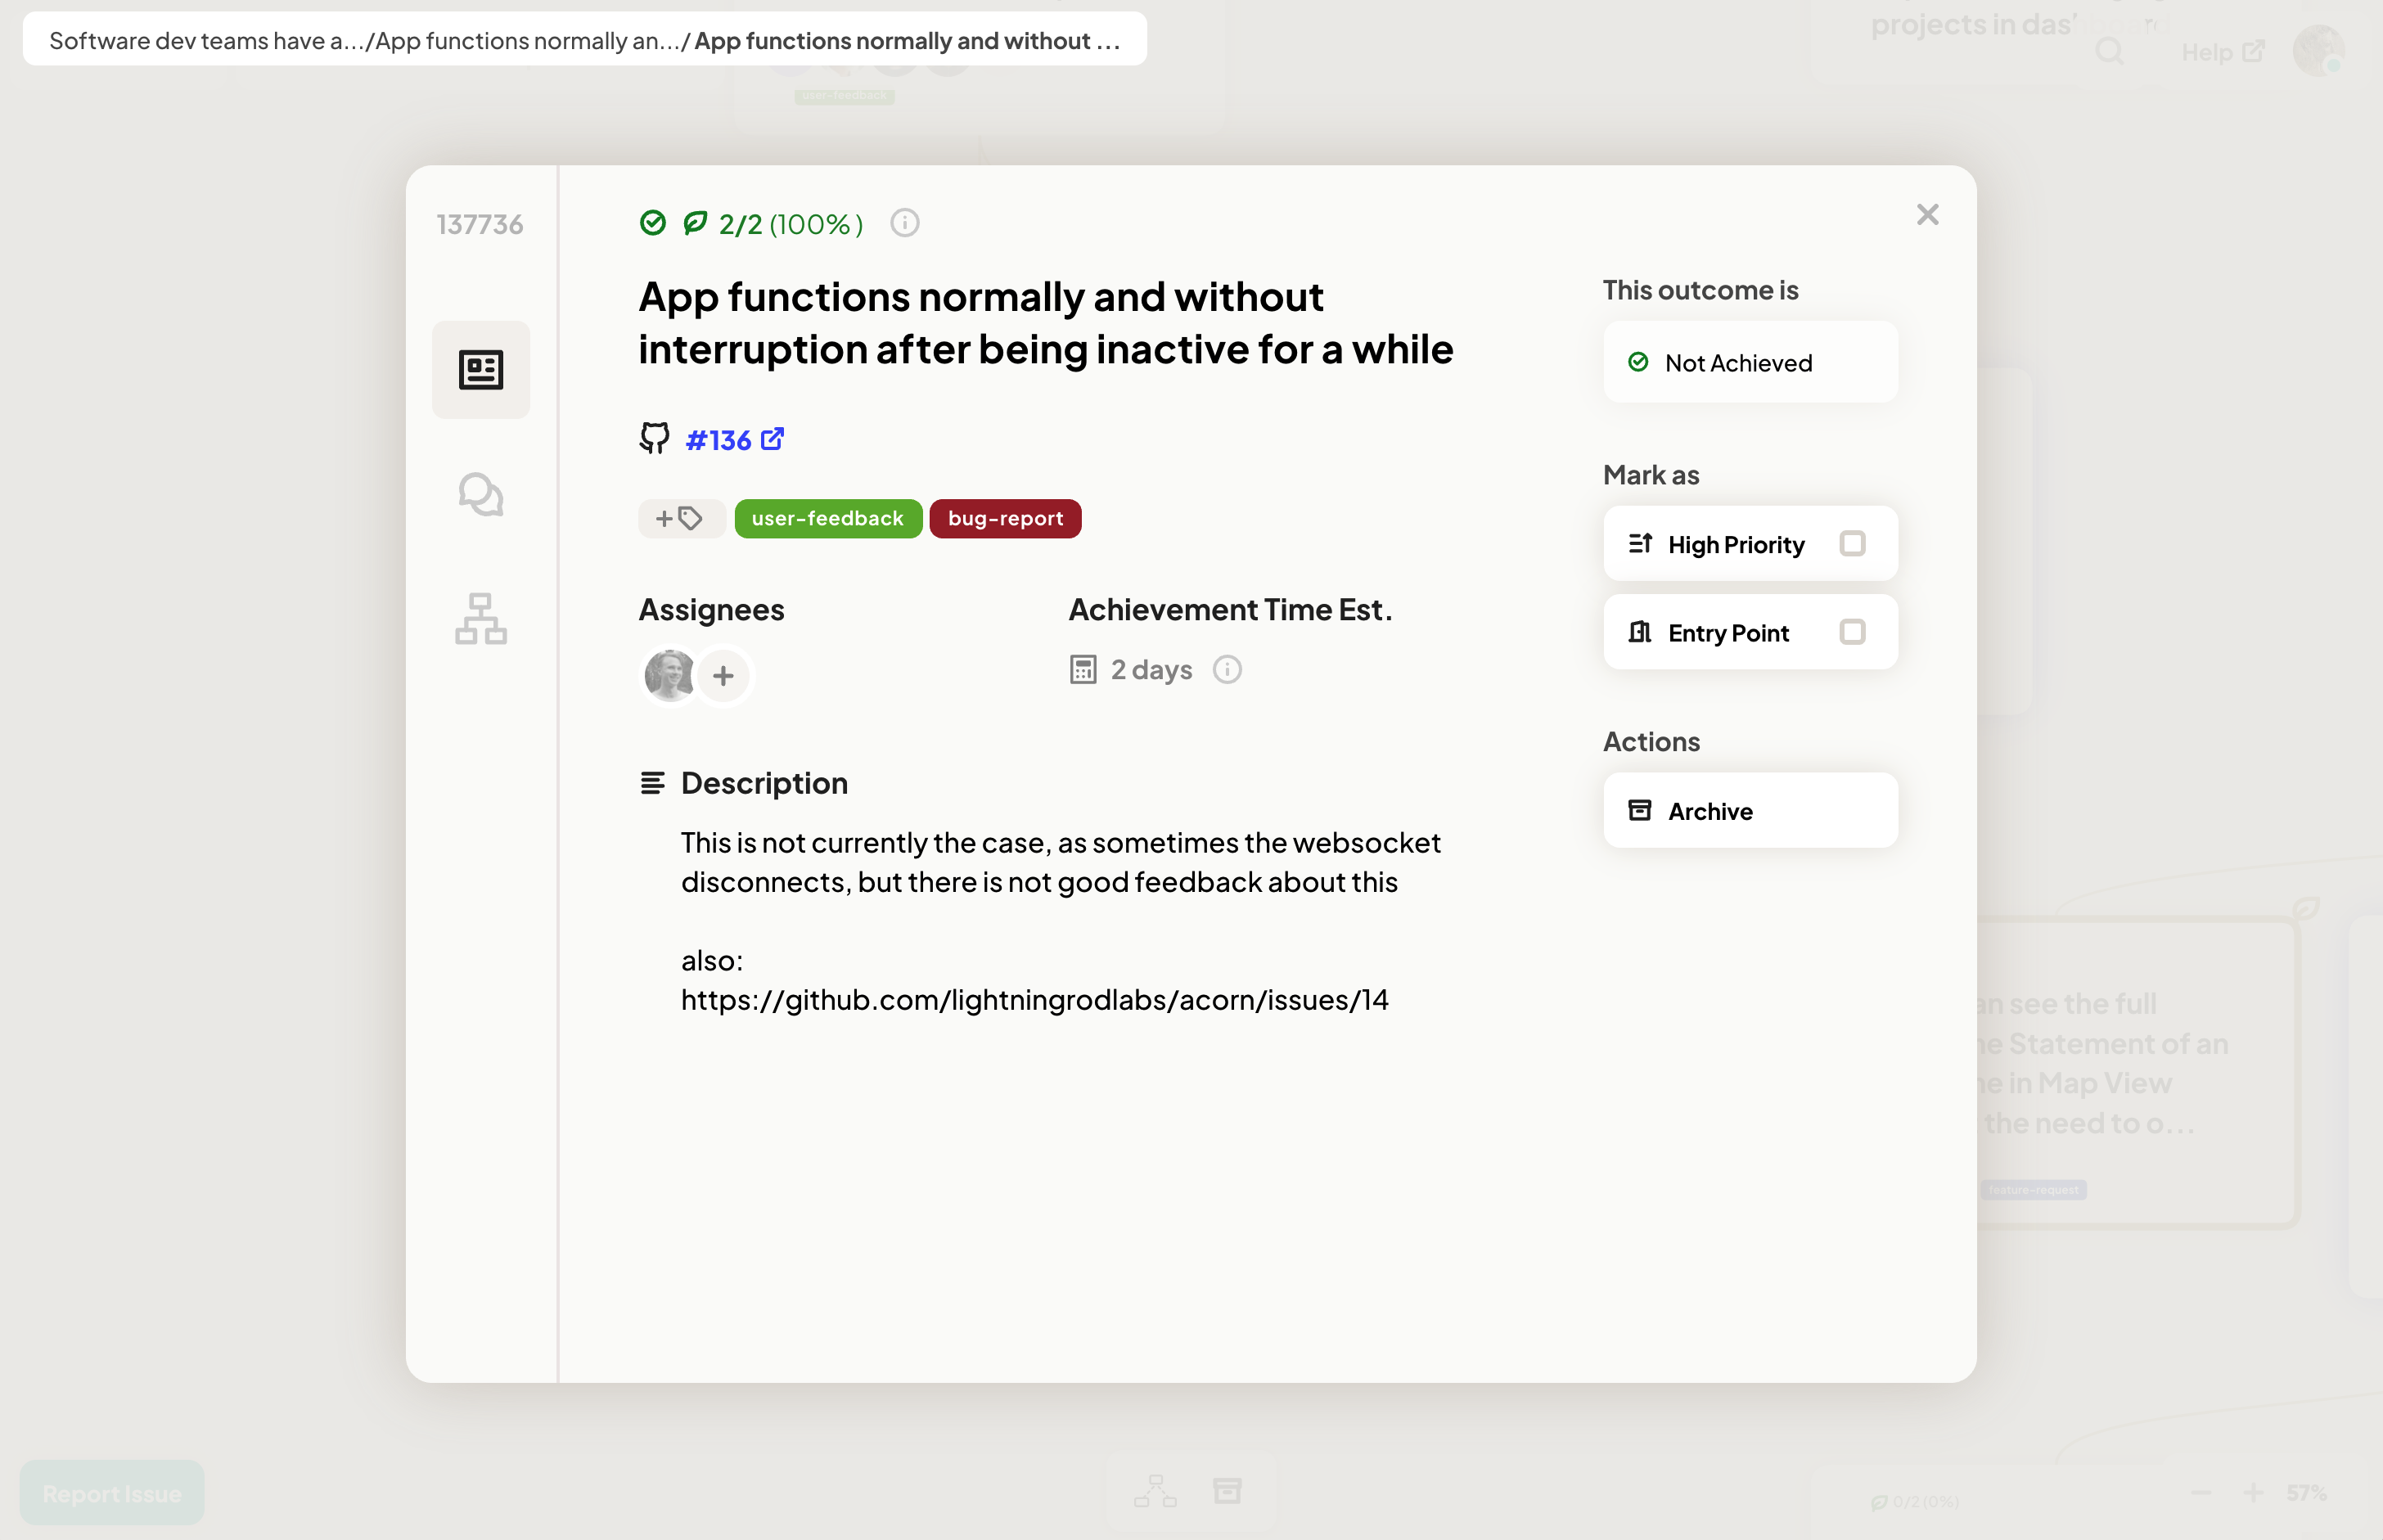 Software dev teams have a.../App functions normally an.../ App functions normally and without ...
projects in dashboard
Help
user-feedback
137736
2/2 (100%)
App functions normally and without
interruption after being inactive for a while
#136
+ user-feedback bug-report
Assignees
Achievement Time Est.
2 days
Description
This is not currently the case, as sometimes the websocket
disconnects, but there is not good feedback about this
also:
https://github.com/lightningrodlabs/acorn/issues/14
This outcome is
Not Achieved
Mark as
High Priority
Entry Point
Actions
Archive
see the full
Statement of an
in Map View
the need to o...
feature-request
Report Issue
0/2 (0%)
57%